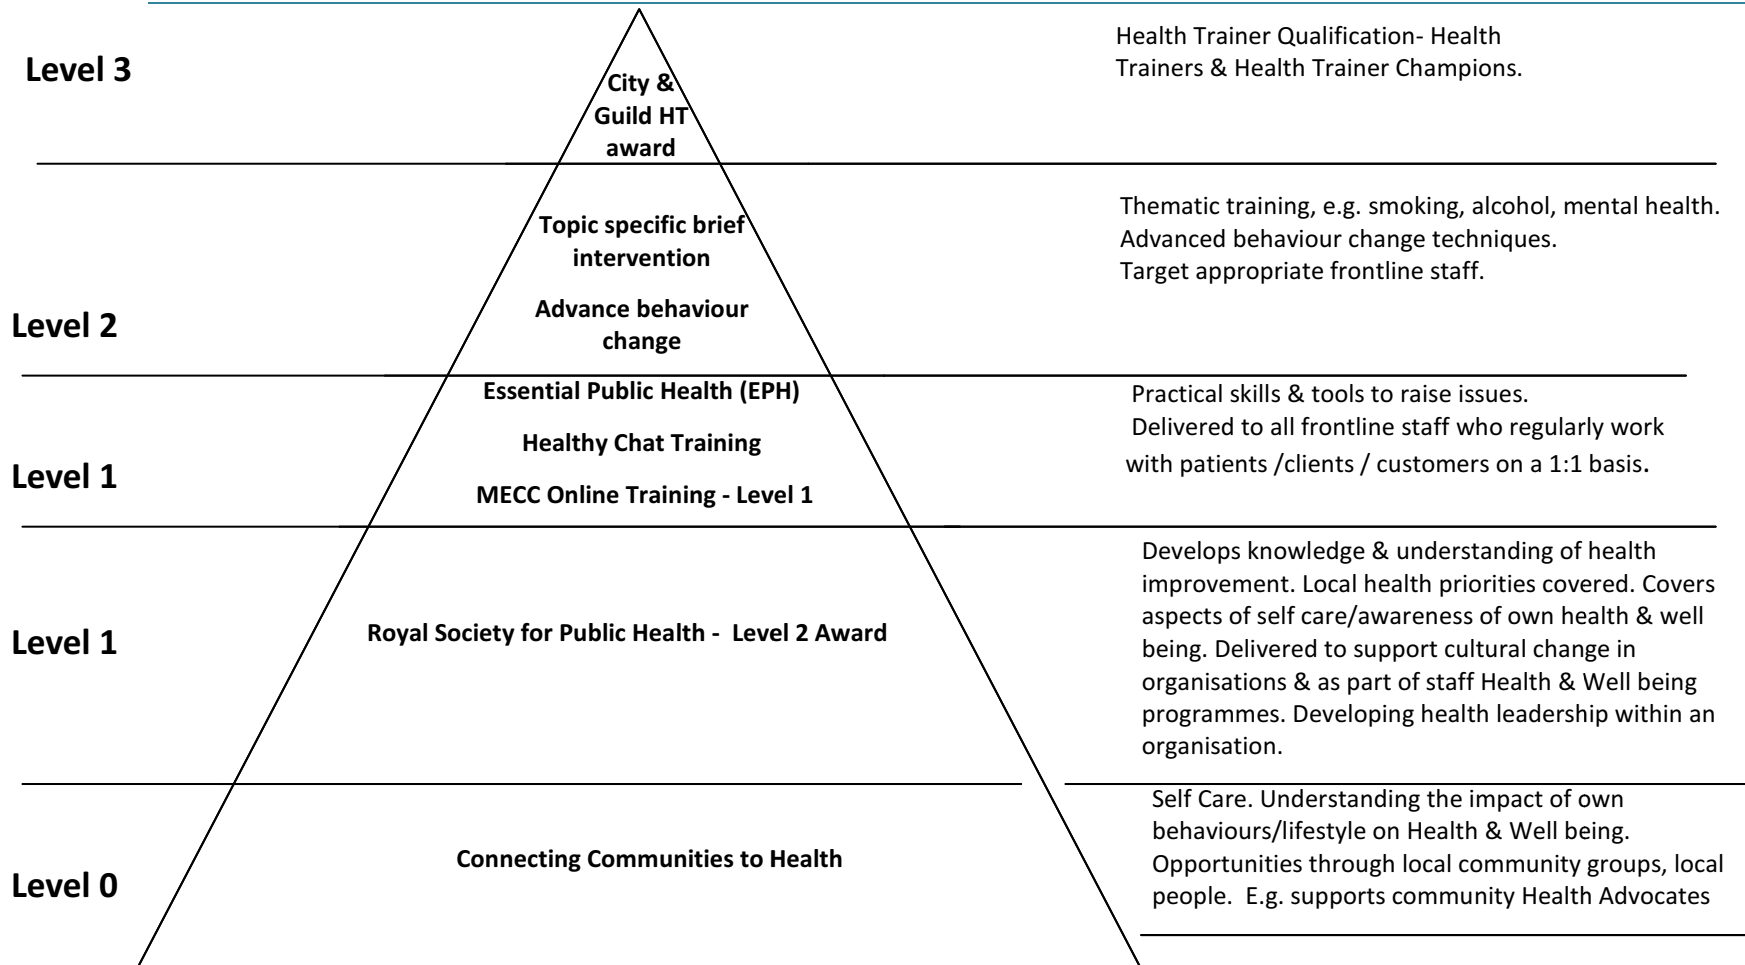 Level 3
City &
Guild HT
award
Health Trainer Qualification- Health
Trainers & Health Trainer Champions.
Level 2
Topic specific brief
intervention
Advance behaviour
change
Thematic training, e.g. smoking, alcohol, mental health.
Advanced behaviour change techniques.
Target appropriate frontline staff.
Level 1
Essential Public Health (EPH)
Healthy Chat Training
MECC Online Training - Level 1
Practical skills & tools to raise issues.
Delivered to all frontline staff who regularly work
with patients /clients / customers on a 1:1 basis.
Level 1
Royal Society for Public Health -  Level 2 Award
Develops knowledge & understanding of health
improvement. Local health priorities covered. Covers
aspects of self care/awareness of own health & well
being. Delivered to support cultural change in
organisations & as part of staff Health & Well being
programmes. Developing health leadership within an
organisation.
Level 0
Connecting Communities to Health
Self Care. Understanding the impact of own
behaviours/lifestyle on Health & Well being.
Opportunities through local community groups, local
people.  E.g. supports community Health Advocates